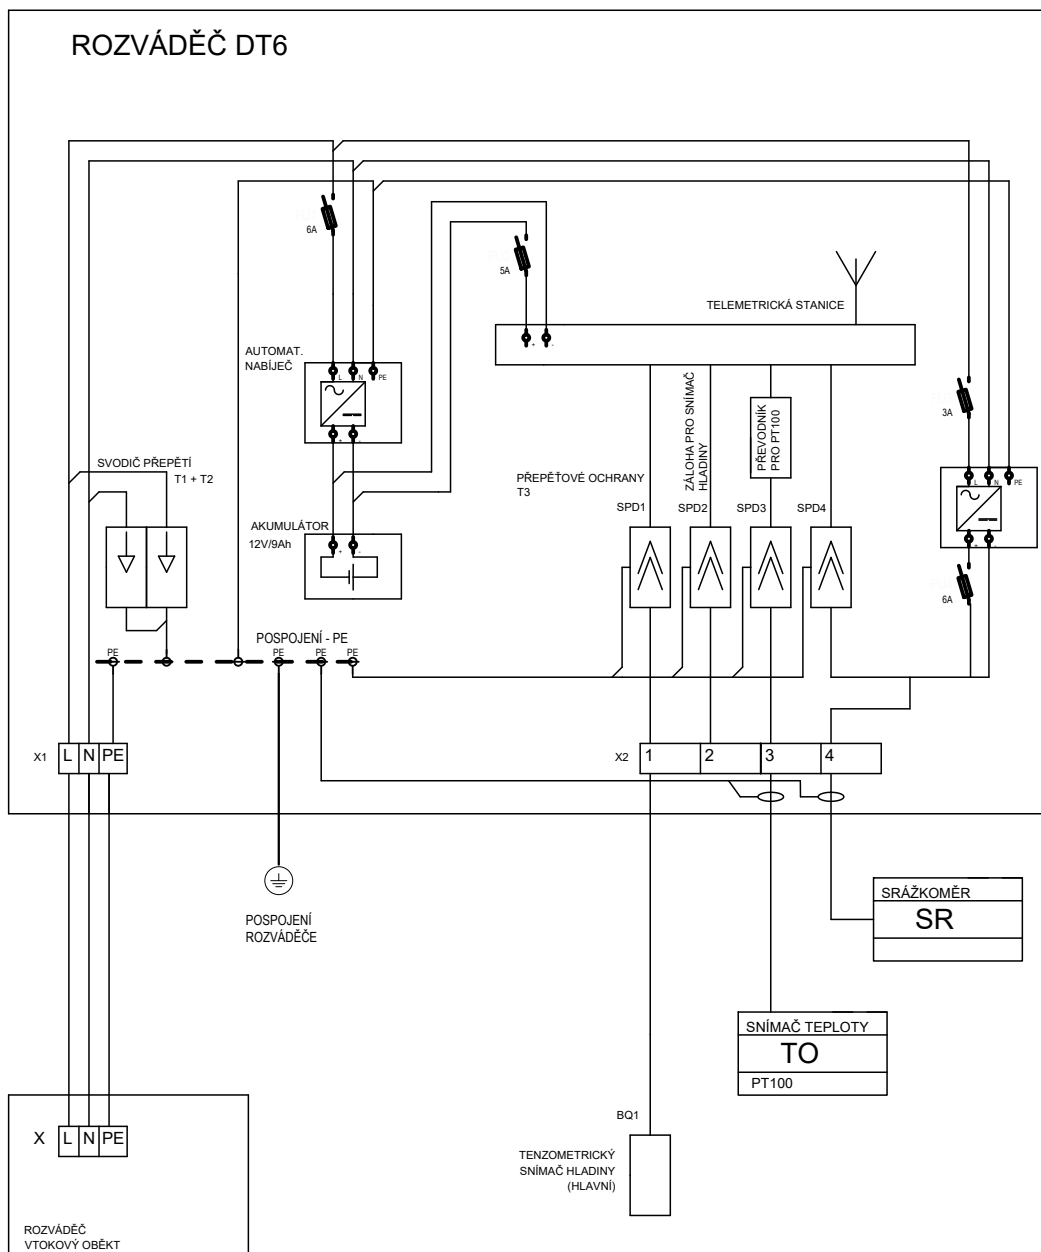 ROZVÁDĚČ DT6
6A
5A
TELEMETRICKÁ STANICE
+
-
AUTOMAT.
NABÍJEČ
L
N
PE
+
-
3A
ZÁLOHA PRO SNÍMAČ
HLADINY
PŘEVODNÍK
PRO PT100
SVODIČ PŘEPĚTÍ
T1 + T2
PŘEPĚŤOVÉ OCHRANY
T3
L
N
PE
+
-
SPD1
SPD2
SPD3
SPD4
AKUMULÁTOR
12V/9Ah
+
-
6A
POSPOJENÍ - PE
PE
PE
PE
PE
X1
L
N
PE
X2
1
2
3
4
SRÁŽKOMĚR
SR
POSPOJENÍ
ROZVÁDĚČE
SNÍMAČ TEPLOTY
TO
PT100
BQ1
X
L
N
PE
TENZOMETRICKÝ
SNÍMAČ HLADINY
(HLAVNÍ)
ROZVÁDĚČ
VTOKOVÝ OBĚKT